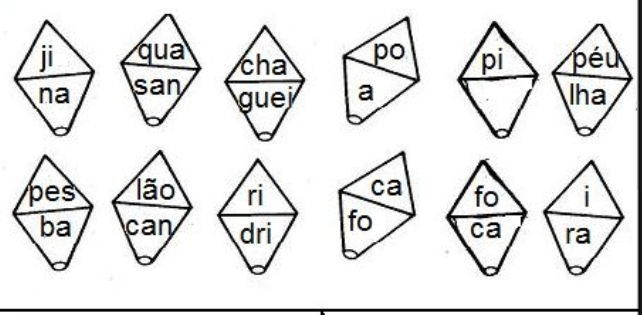 ji qua cha po pi péu
na san guei a lha
pes lão ri ca fo i
ba can dri fo ca ra